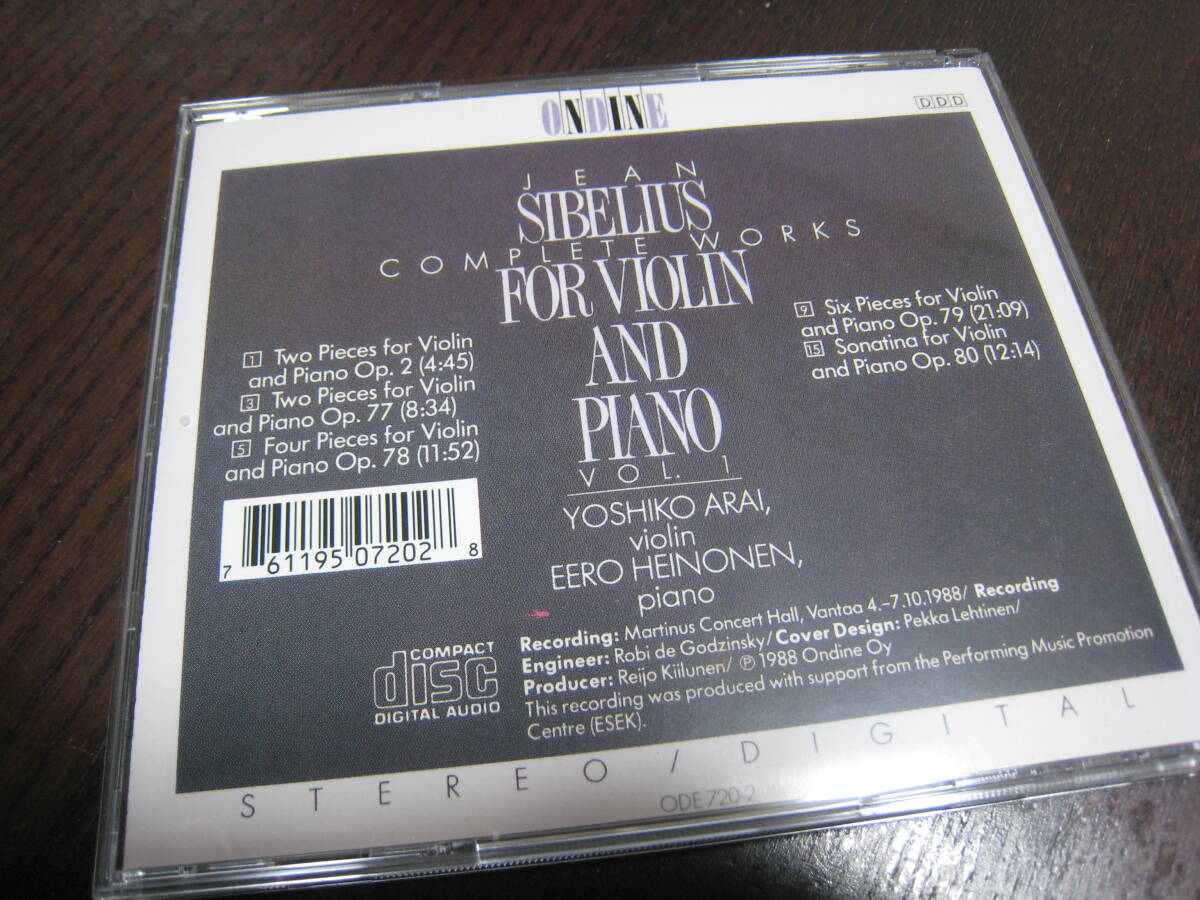 ONDINE
DDD
JEAN
SIBELIUS
COMPLETE WORKS
FOR VIOLIN
AND
PIANO
VOL. 1
1 Two Pieces for Violin
and Piano Op. 2 (4:45)
3 Two Pieces for Violin
and Piano Op. 77 (8:34)
5 Four Pieces for Violin
and Piano Op. 78 (11:52)
9 Six Pieces for Violin
and Piano Op. 79 (21:09)
15 Sonatina for Violin
and Piano Op. 80 (12:14)
YOSHIKO ARAI,
violin
EERO HEINONEN,
piano
7 61195 07202 8
COMPACT
disc
DIGITAL AUDIO
Recording: Martinus Concert Hall, Vantaa 4.–7.10.1988/ Recording
Engineer: Robi de Godzinsky/ Cover Design: Pekka Lehtinen/
Producer: Reijo Kiilunen/ ℗ 1988 Ondine Oy
This recording was produced with support from the Performing Music Promotion
Centre (ESEK).
STEREO / DIGITAL
ODE 720-2